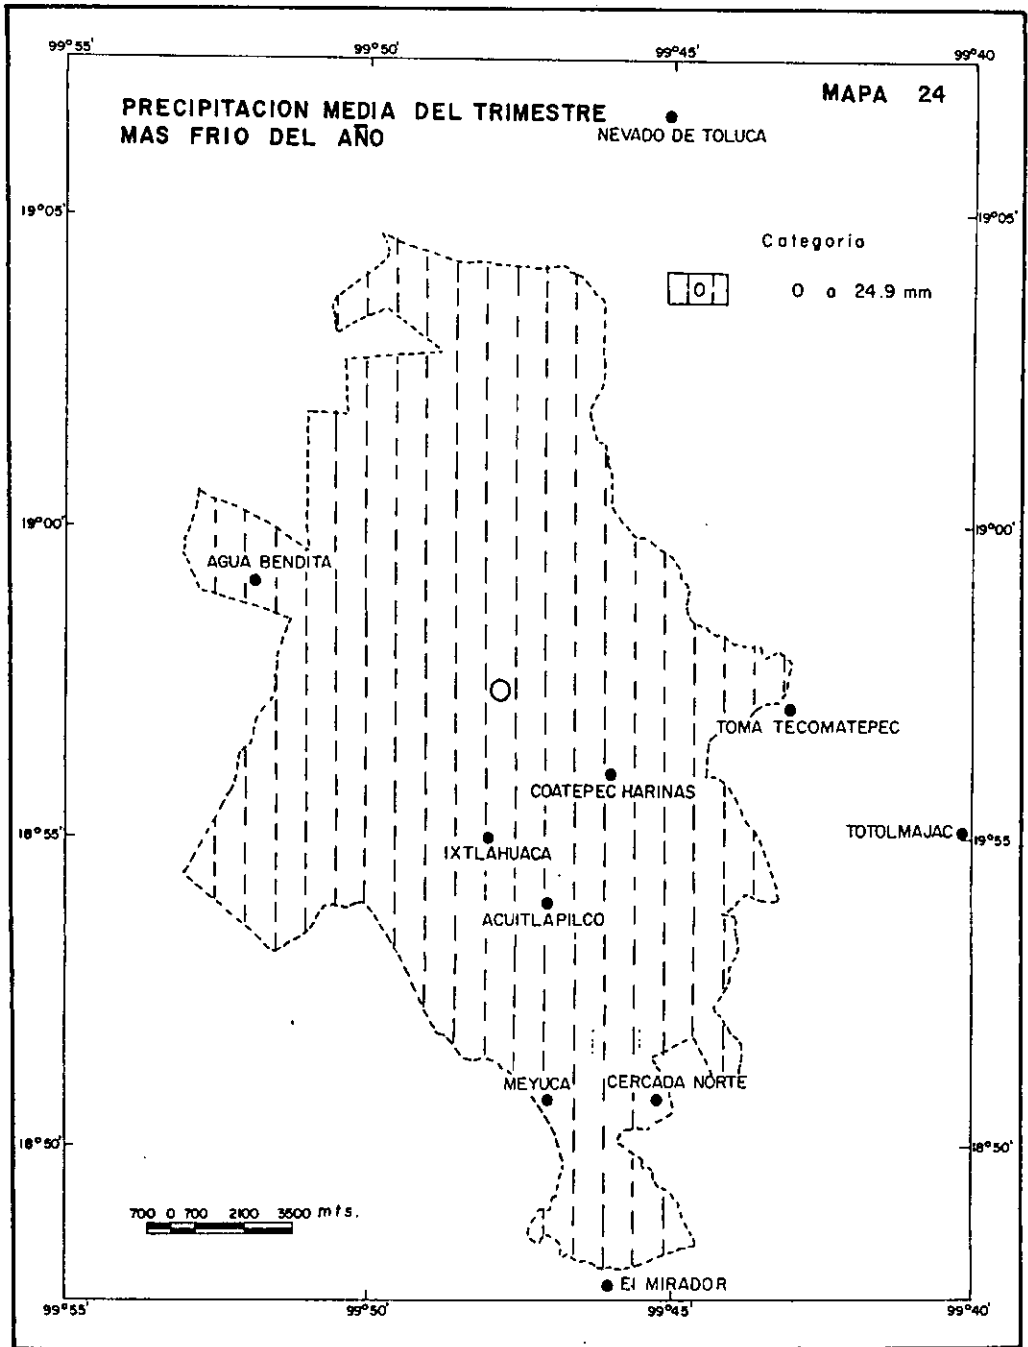 99°55'
99°50'
99°45'
99°40'
PRECIPITACION MEDIA DEL TRIMESTRE
MAS FRIO DEL AÑO
MAPA 24
NEVADO DE TOLUCA
19°05'
19°05'
Categoría
O
0 a 24.9 mm
19°00'
19°00'
AGUA BENDITA
O
TOMA TECOMATEPEC
COATEPEC HARINAS
18°55'
IXTLAHUACA
TOTOLMAJAC
19°55'
ACUITLAPILCO
MEYUCA
CERCADA NORTE
18°50'
18°50'
700 0 700 2100 3500 mts.
El MIRADOR
99°55'
99°50'
99°45'
99°40'